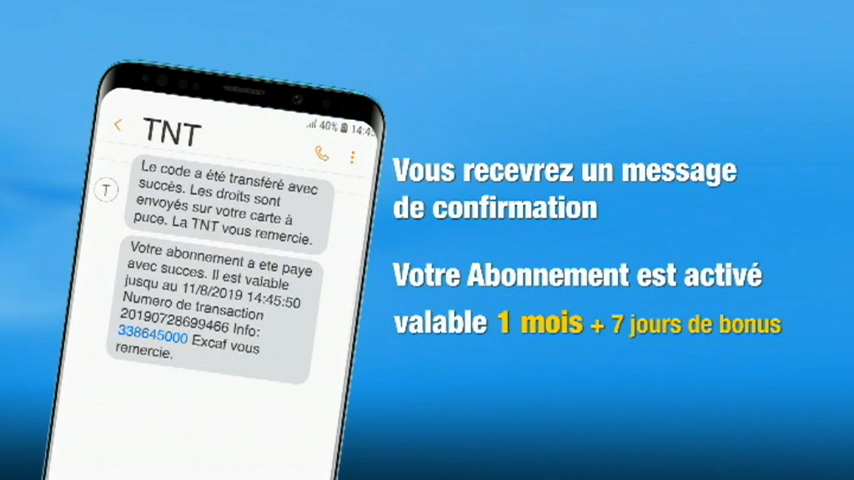 TNT
40% 14:45
T
Le code a été transféré avec
succès. Les droits sont
envoyés sur votre carte à
puce. La TNT vous remercie.
Votre abonnement a ete paye
avec succes. Il est valable
jusqu au 11/8/2019 14:45:50
Numero de transaction
20190728699466 Info:
338645000 Excaf vous
remercie.
Vous recevrez un message
de confirmation
Votre Abonnement est activé
valable 1 mois + 7 jours de bonus